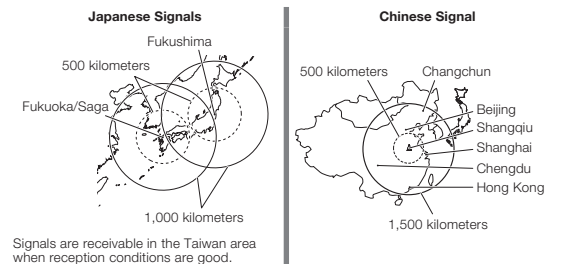 Japanese Signals
Fukushima
500 kilometers
Fukuoka/Saga
1,000 kilometers
Signals are receivable in the Taiwan area
when reception conditions are good.
Chinese Signal
500 kilometers
Changchun
Beijing
Shangqiu
Shanghai
Chengdu
Hong Kong
1,500 kilometers